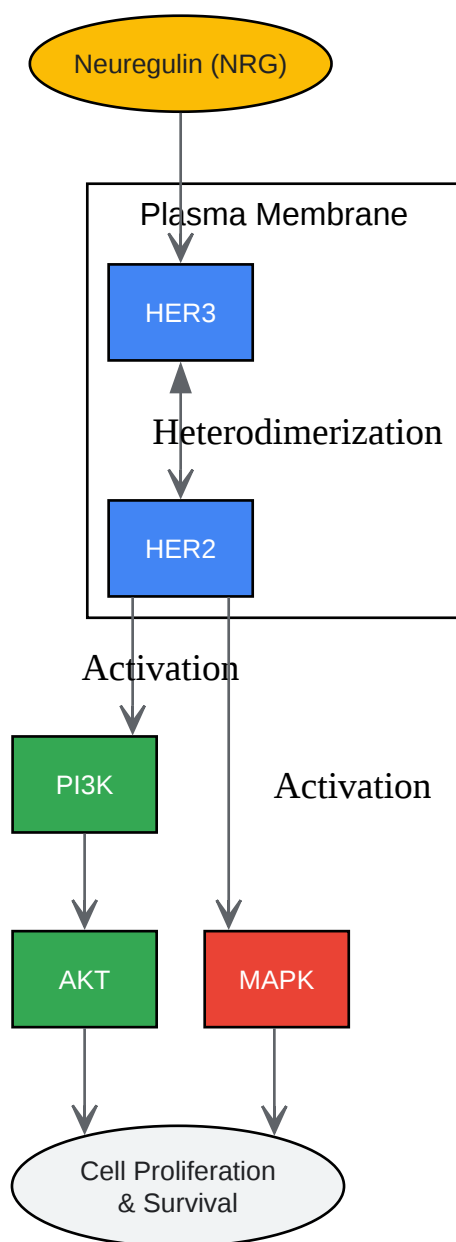 Neuregulin (NRG)
Plasma Membrane
HER3
Heterodimerization
HER2
Activation
PI3K
Activation
AKT
MAPK
Cell Proliferation
& Survival